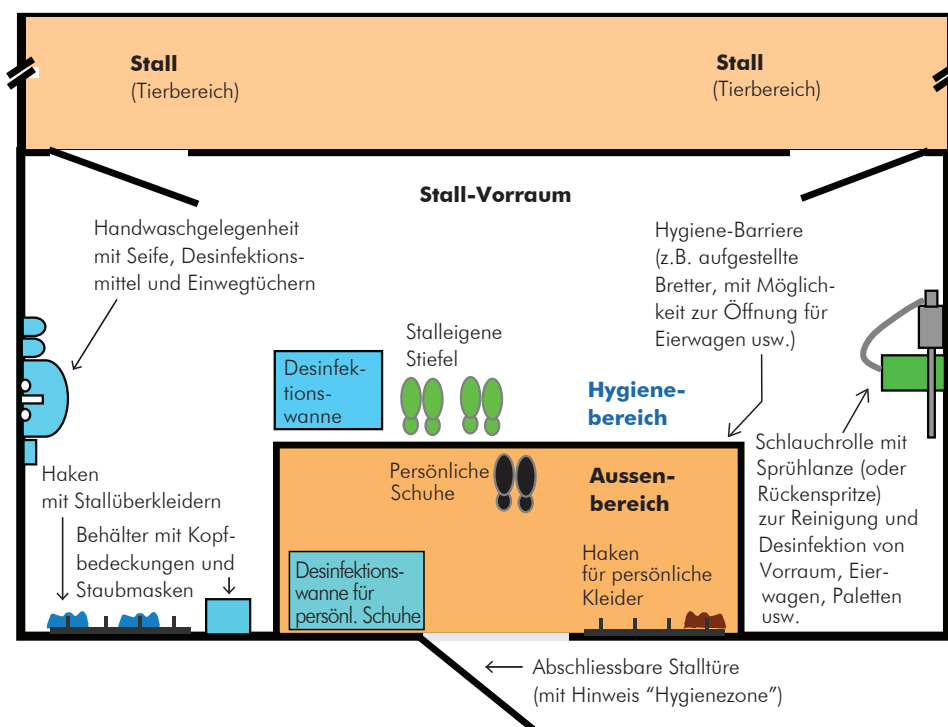 Stall
(Tierbereich)
Stall
(Tierbereich)
Stall-Vorraum
Handwaschgelegenheit
mit Seife, Desinfektions-
mittel und Einwegtüchern
Hygiene-Barriere
(z.B. aufgestellte
Bretter, mit Möglich-
keit zur Öffnung für
Eierwagen usw.)
Stalleigene
Stiefel
Desinfek-
tions-
wanne
Hygiene-
bereich
Schlauchrolle mit
Sprühlanze (oder
Rückenspritze)
zur Reinigung und
Desinfektion von
Vorraum, Eier-
wagen, Paletten
usw.
Haken
mit Stallüberkleidern
Persönliche
Schuhe
Aussen-
bereich
Behälter mit Kopf-
bedeckungen und
Staubmasken
Desinfektions-
wanne für
persönl. Schuhe
Haken
für persönliche
Kleider
Abschliessbare Stalltüre
(mit Hinweis “Hygienezone”)